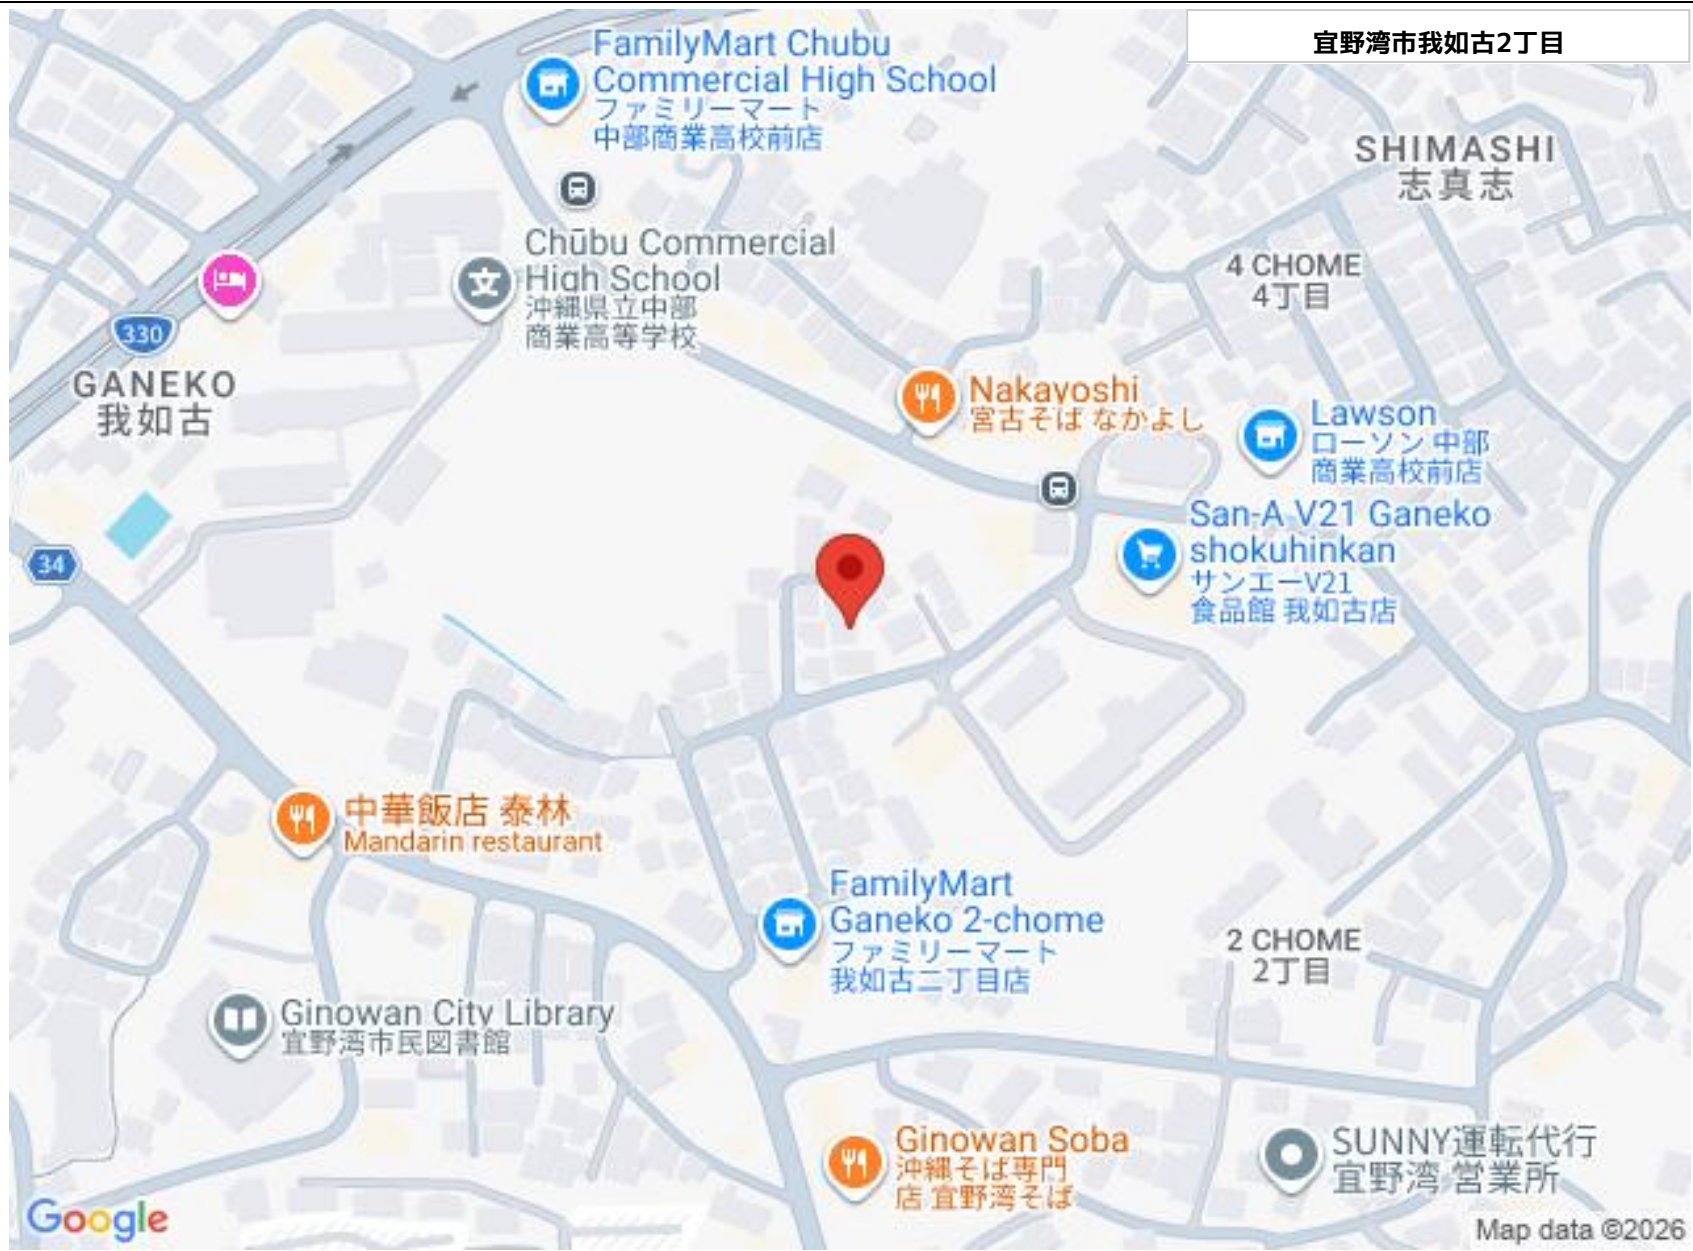 宜野湾市我如古2丁目
FamilyMart Chubu
Commercial High School
ファミリーマート
中部商業高校前店
SHIMASHI
志真志
Chūbu Commercial
High School
沖縄県立中部
商業高等学校
4 CHOME
4丁目
330
GANEKO
我如古
Nakayoshi
宮古そば なかよし
Lawson
ローソン 中部
商業高校前店
San-A V21 Ganeko
shokuhinkan
サンエーV21
食品館 我如古店
34
中華飯店 泰林
Mandarin restaurant
FamilyMart
Ganeko 2-chome
ファミリーマート
我如古二丁目店
2 CHOME
2丁目
Ginowan City Library
宜野湾市民図書館
Ginowan Soba
沖縄そば専門
店 宜野湾そば
SUNNY運転代行
宜野湾 営業所
Google
Map data ©2026